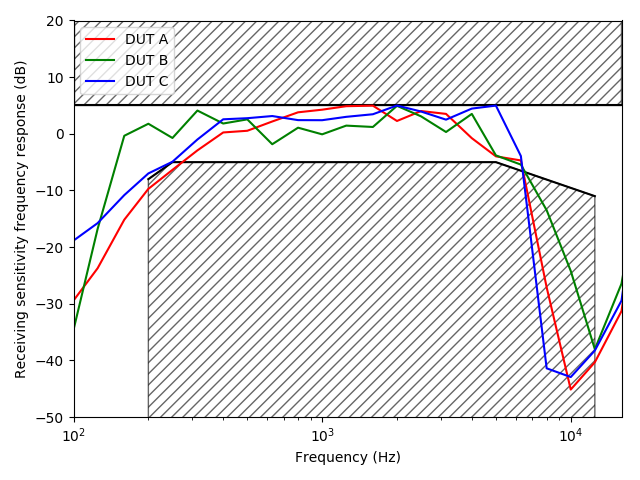 Receiving sensitivity frequency response (dB)
20
10
0
−10
−20
−30
−40
−50
DUT A
DUT B
DUT C
10²
10³
10⁴
Frequency (Hz)